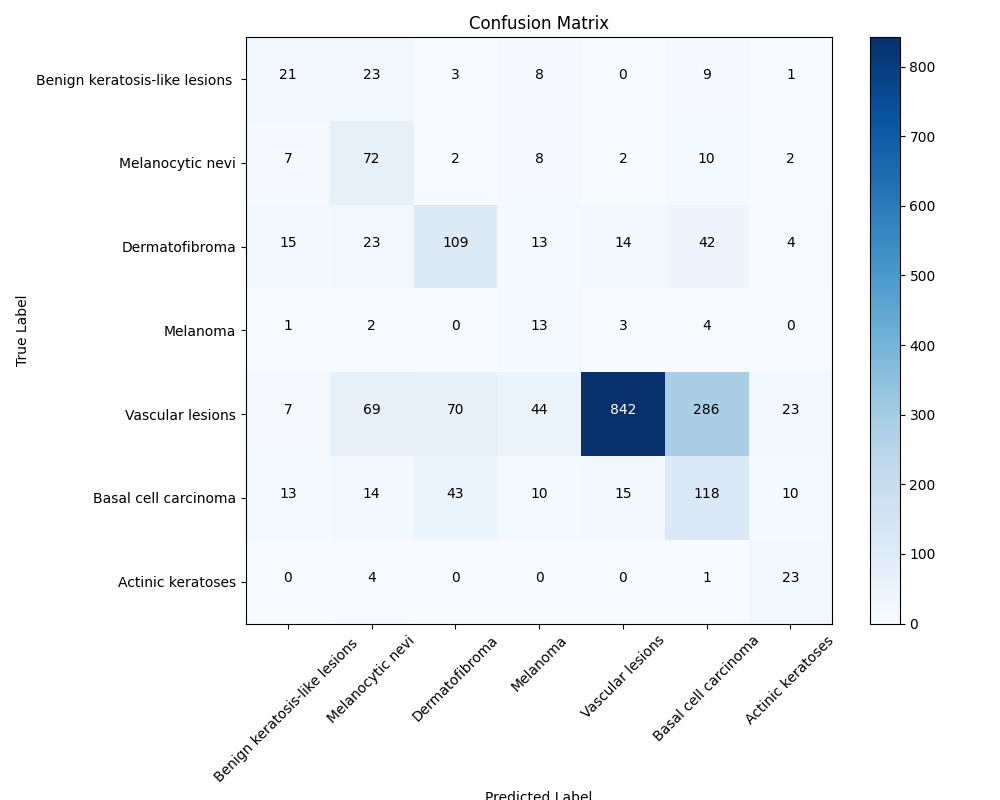 Confusion Matrix
Benign keratosis-like lesions 21 23 3 8 0 9 1
Melanocytic nevi 7 72 2 8 2 10 2
Dermatofibroma 15 23 109 13 14 42 4
Melanoma 1 2 0 13 3 4 0
Vascular lesions 7 69 70 44 842 286 23
Basal cell carcinoma 13 14 43 10 15 118 10
Actinic keratoses 0 4 0 0 0 1 23
True Label
Benign keratosis-like lesions
Melanocytic nevi
Dermatofibroma
Melanoma
Vascular lesions
Basal cell carcinoma
Actinic keratoses
Predicted Label
800
700
600
500
400
300
200
100
0